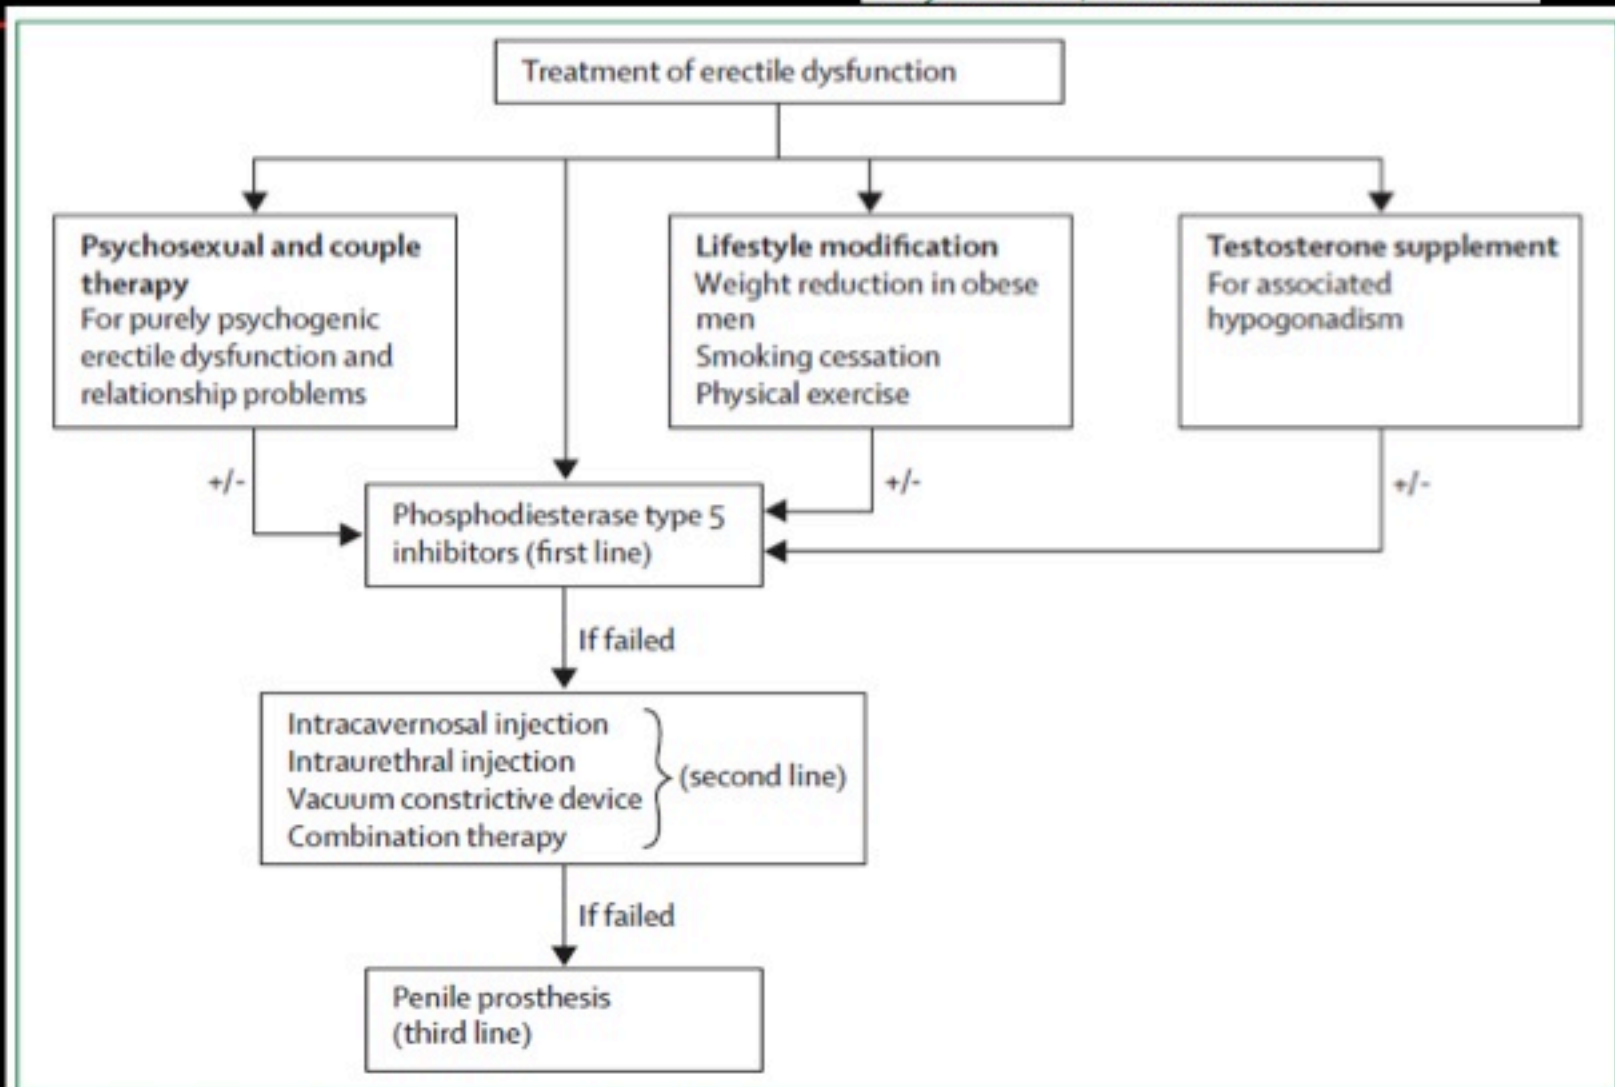 Treatment of erectile dysfunction
Psychosexual and couple
therapy
For purely psychogenic
erectile dysfunction and
relationship problems
Lifestyle modification
Weight reduction in obese
men
Smoking cessation
Physical exercise
Testosterone supplement
For associated
hypogonadism
+/-
+/-
+/-
Phosphodiesterase type 5
inhibitors (first line)
If failed
Intracavernosal injection
Intraurethral injection
Vacuum constrictive device
Combination therapy
(second line)
If failed
Penile prosthesis
(third line)